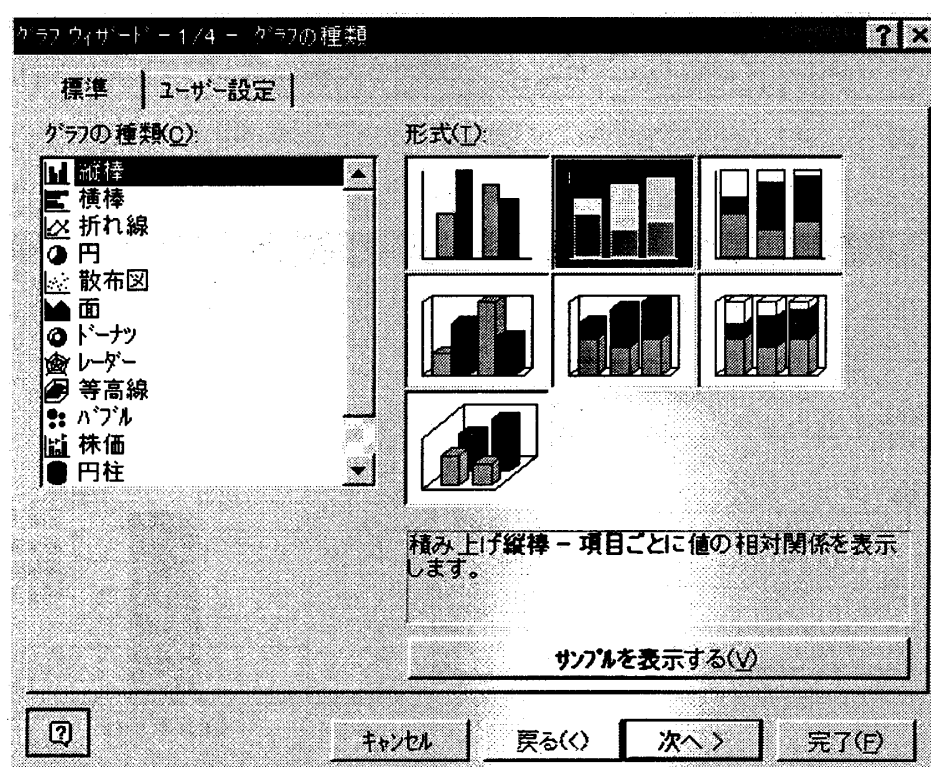 グラフ ウィザード - 1/4 - グラフの種類
標準
ユーザー設定
グラフの種類(C):
縦棒
横棒
折れ線
円
散布図
面
ドーナツ
レーダー
等高線
バブル
株価
円柱
形式(T):
積み上げ縦棒 - 項目ごとに値の相対関係を表示
します。
サンプルを表示する(V)
キャンセル
戻る(<)
次へ >
完了(F)